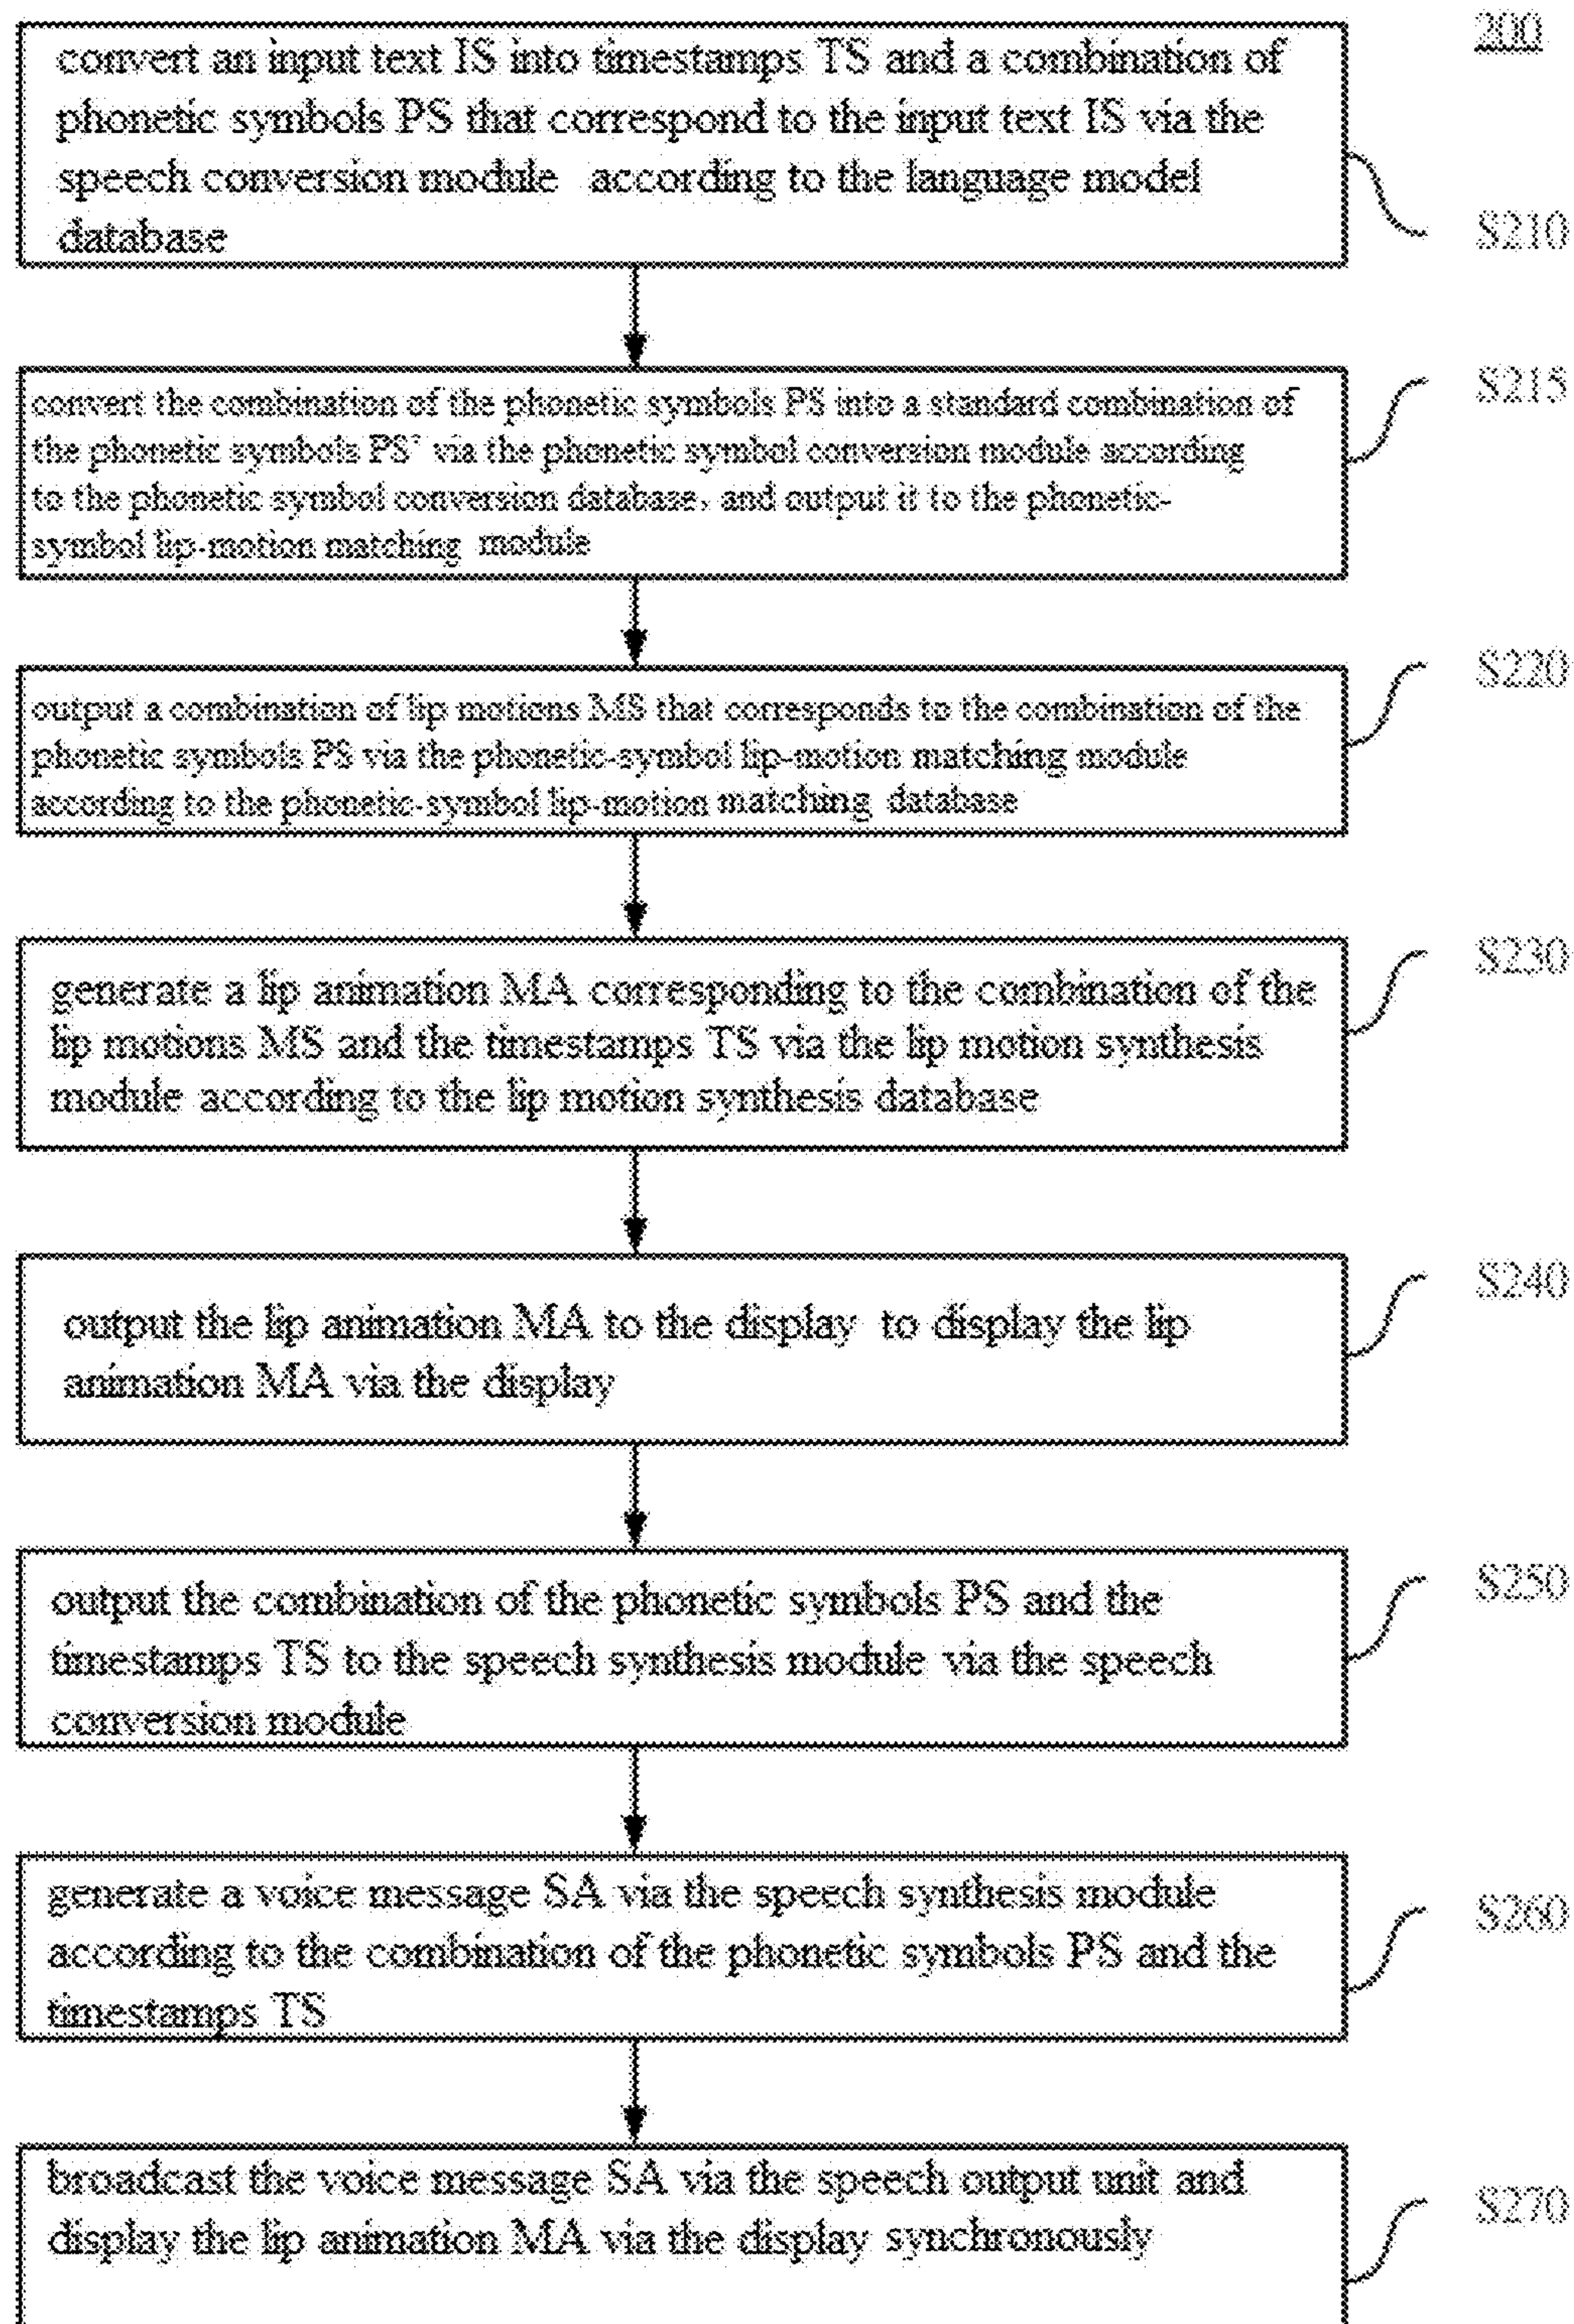 200
convert an input text IS into timestamps TS and a combination of
phonetic symbols PS that correspond to the input text IS via the
speech conversion module according to the language model
database
S210
convert the combination of the phonetic symbols PS into a standard combination of
the phonetic symbols PS' via the phonetic symbol conversion module according
to the phonetic symbol conversion database, and output it to the phonetic-
symbol lip-motion matching module
S215
output a combination of lip motions MS that corresponds to the combination of the
phonetic symbols PS via the phonetic-symbol lip-motion matching module
according to the phonetic-symbol lip-motion matching database
S220
generate a lip animation MA corresponding to the combination of the
lip motions MS and the timestamps TS via the lip motion synthesis
module according to the lip motion synthesis database
S230
output the lip animation MA to the display to display the lip
animation MA via the display
S240
output the combination of the phonetic symbols PS and the
timestamps TS to the speech synthesis module via the speech
conversion module
S250
generate a voice message SA via the speech synthesis module
according to the combination of the phonetic symbols PS and the
timestamps TS
S260
broadcast the voice message SA via the speech output unit and
display the lip animation MA via the display synchronously
S270